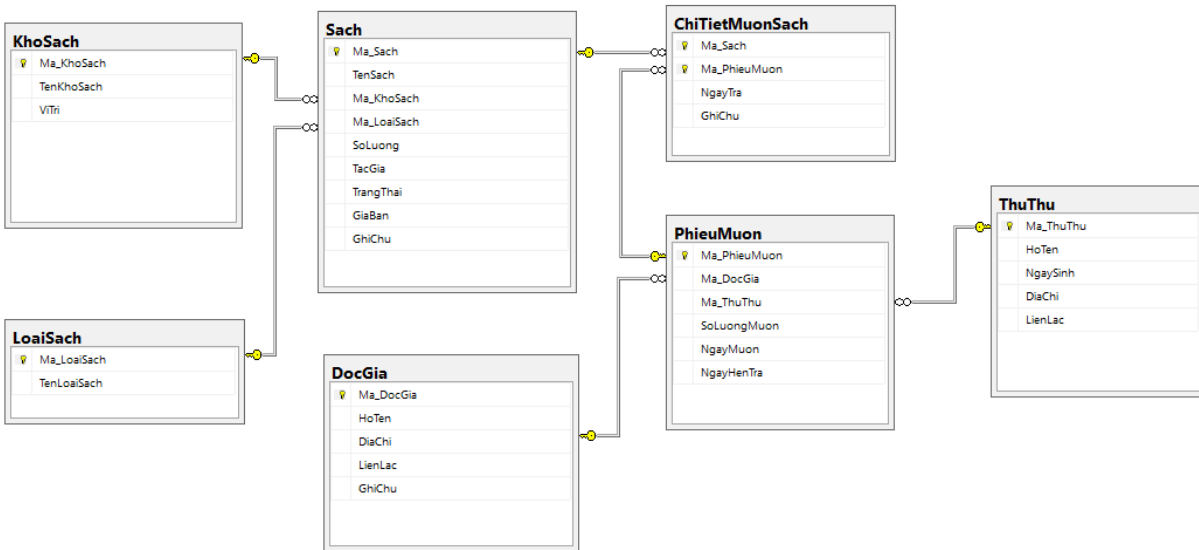 KhoSach
Ma_KhoSach
TenKhoSach
ViTri
Sach
Ma_Sach
TenSach
Ma_KhoSach
Ma_LoaiSach
SoLuong
TacGia
TrangThai
GiaBan
GhiChu
ChiTietMuonSach
Ma_Sach
Ma_PhieuMuon
NgayTra
GhiChu
LoaiSach
Ma_LoaiSach
TenLoaiSach
DocGia
Ma_DocGia
HoTen
DiaChi
LienLac
GhiChu
PhieuMuon
Ma_PhieuMuon
Ma_DocGia
Ma_ThuThu
SoLuongMuon
NgayMuon
NgayHenTra
ThuThu
Ma_ThuThu
HoTen
NgaySinh
DiaChi
LienLac